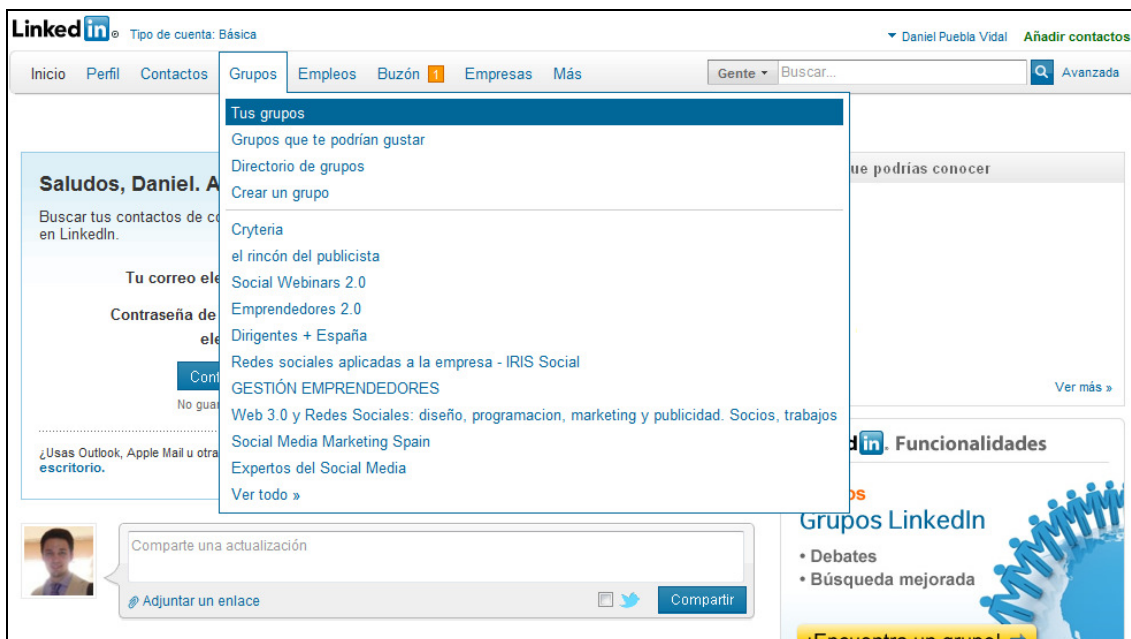 Linked in®
Tipo de cuenta: Básica
Daniel Puebla Vidal
Añadir contactos
Inicio Perfil Contactos Grupos Empleos Buzón 1 Empresas Más
Gente Buscar... Avanzada
Tus grupos
Grupos que te podrían gustar
Directorio de grupos
Crear un grupo
Cryteria
el rincón del publicista
Social Webinars 2.0
Emprendedores 2.0
Dirigentes + España
Redes sociales aplicadas a la empresa - IRIS Social
GESTIÓN EMPRENDEDORES
Web 3.0 y Redes Sociales: diseño, programacion, marketing y publicidad. Socios, trabajos
Social Media Marketing Spain
Expertos del Social Media
Ver todo »
Saludos, Daniel. A
Buscar tus contactos de co
en LinkedIn.
Tu correo ele
Contraseña de
ele
Cont
No guar
¿Usas Outlook, Apple Mail u otra
escritorio.
ue podrías conocer
Ver más »
Comparte una actualización
Adjuntar un enlace
Compartir
d in. Funcionalidades
os
Grupos LinkedIn
• Debates
• Búsqueda mejorada
¡Encuentra un grupo!